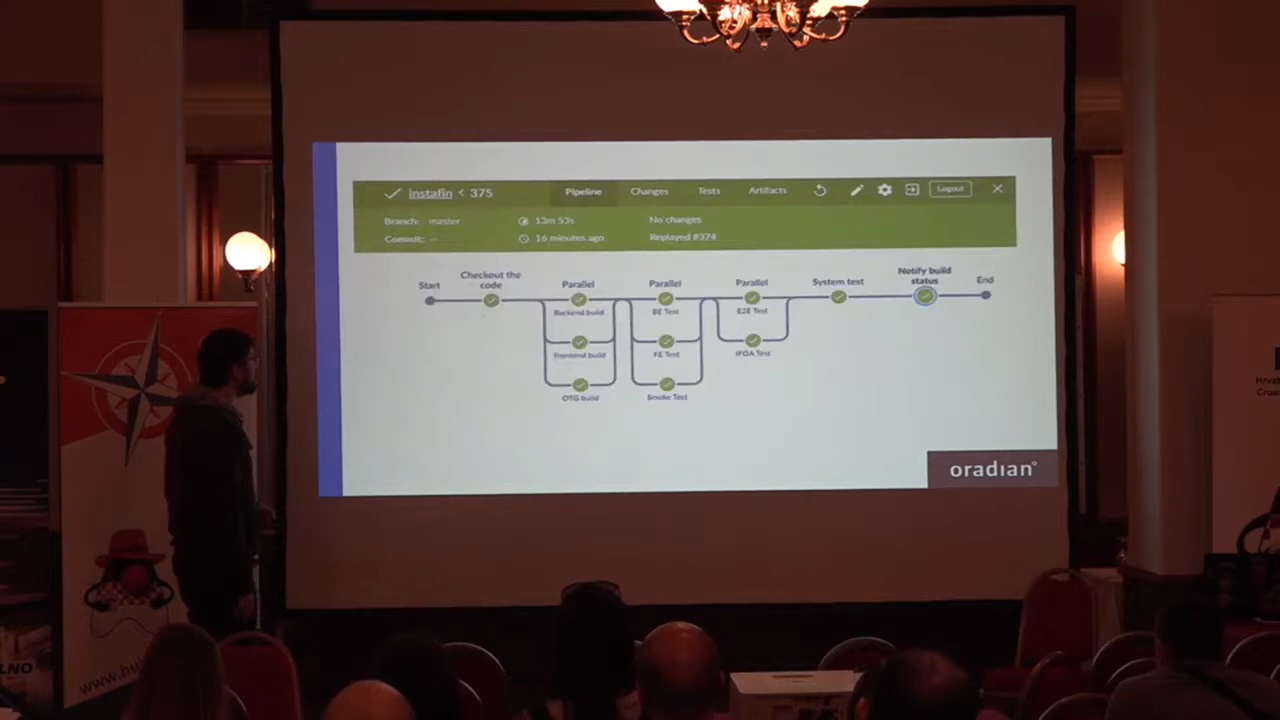 instafin < 375
Pipeline
Changes
Tests
Artifacts
Logout
Branch: master
13m 53s
No changes
Commit: —
16 minutes ago
Replayed #374
Start
Checkout the
code
Parallel
Parallel
Parallel
System test
Notify build
status
End
Backend build
BE Test
E2E Test
Frontend build
FE Test
IFOA Test
OTG build
Smoke Test
oradian